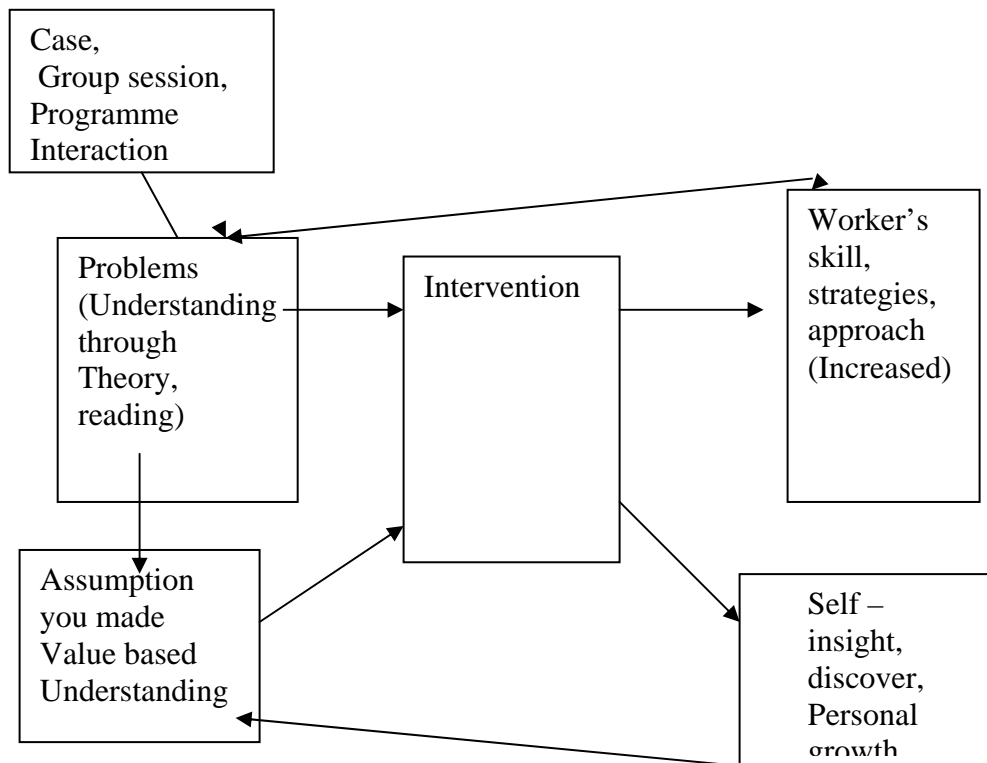 Case,
Group session,
Programme
Interaction
Problems
(Understanding
through
Theory,
reading)
Intervention
Worker’s
skill,
strategies,
approach
(Increased)
Assumption
you made
Value based
Understanding
Self –
insight,
discover,
Personal
growth